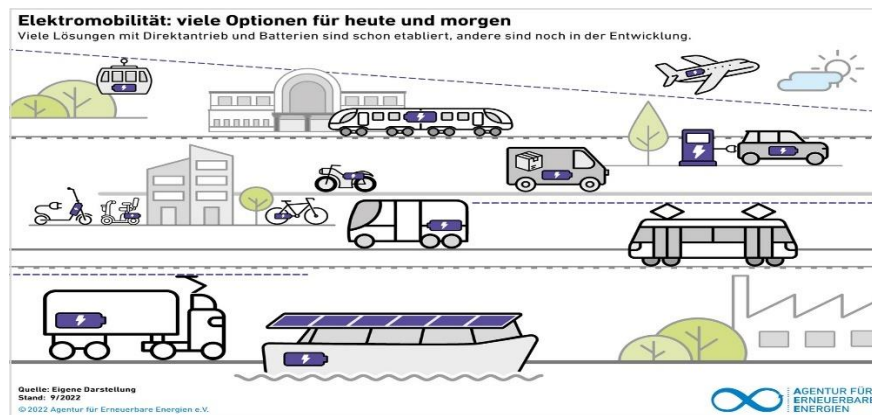 Elektromobilität: viele Optionen für heute und morgen
Viele Lösungen mit Direktantrieb und Batterien sind schon etabliert, andere sind noch in der Entwicklung.
Quelle: Eigene Darstellung
Stand: 9/2022
© 2022 Agentur für Erneuerbare Energien e.V.
AGENTUR FÜR
ERNEUERBARE
ENERGIEN